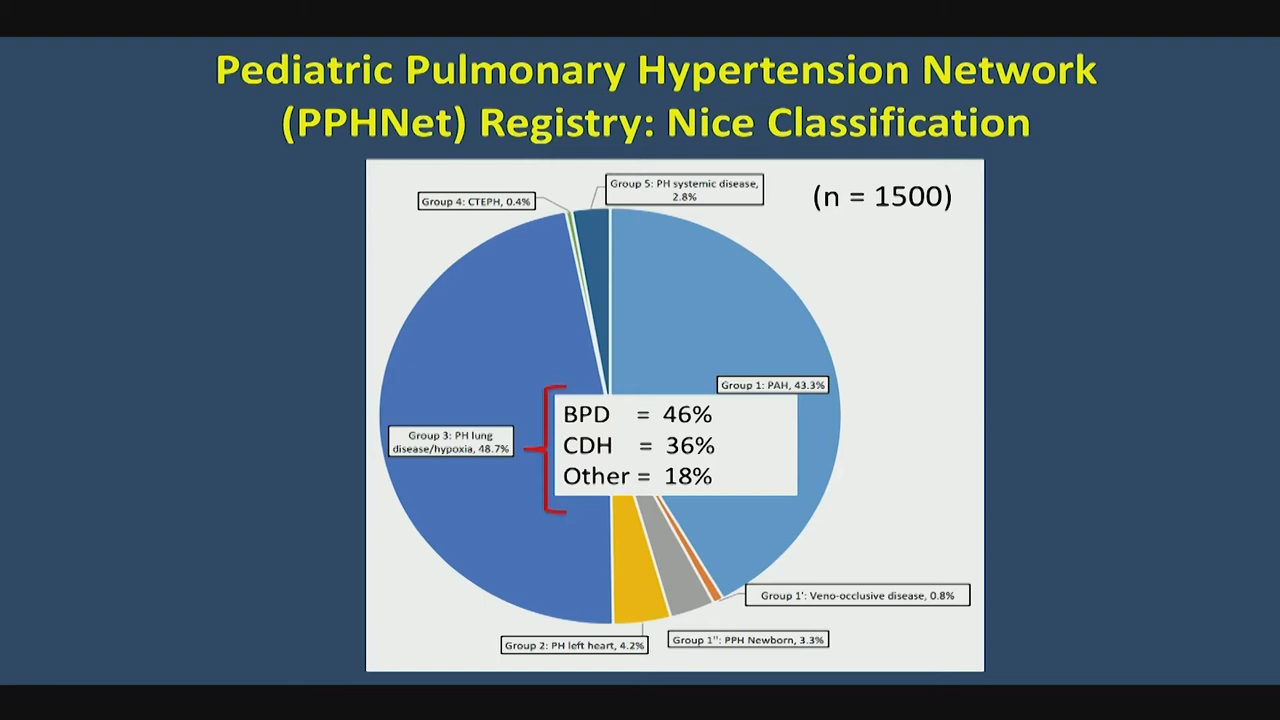 Pediatric Pulmonary Hypertension Network
(PPHNet) Registry: Nice Classification
(n = 1500)
Group 5: PH systemic disease,
2.8%
Group 4: CTEPH, 0.4%
Group 1: PAH, 43.3%
BPD = 46%
CDH = 36%
Other = 18%
Group 3: PH lung
disease/hypoxia, 48.7%
Group 1': Veno-occlusive disease, 0.8%
Group 1": PPH Newborn, 3.3%
Group 2: PH left heart, 4.2%